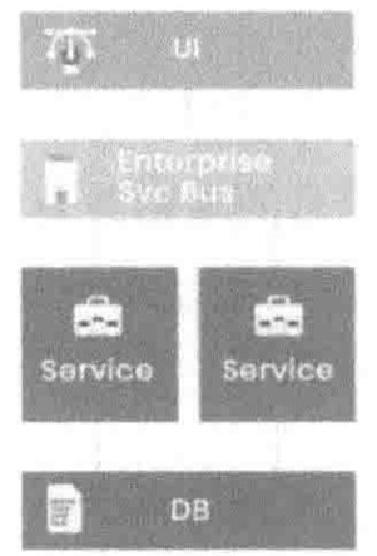 UI
Enterprise
Svc Bus
Service
Service
DB